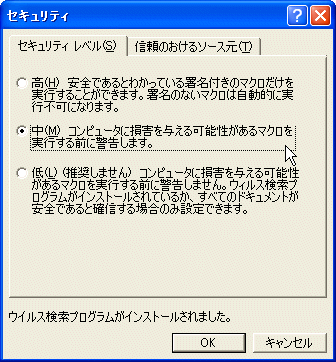 セキュリティ
セキュリティ レベル(S)
信頼のおけるソース元(T)
高(H) 安全であるとわかっている署名付きのマクロだけを
実行することができます。署名のないマクロは自動的に実
行不可になります。
中(M) コンピュータに損害を与える可能性があるマクロを
実行する前に警告します。
低(L) (推奨しません) コンピュータに損害を与える可能性
があるマクロを実行する前に警告しません。ウィルス検索プ
ログラムがインストールされているか、すべてのドキュメントが
安全であると確信する場合のみ設定できます。
ウイルス検索プログラムがインストールされました。
OK
キャンセル